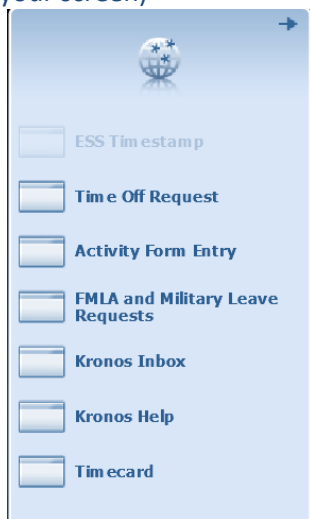 your screen)
ESS Timestamp
Time Off Request
Activity Form Entry
FMLA and Military Leave
Requests
Kronos Inbox
Kronos Help
Timecard